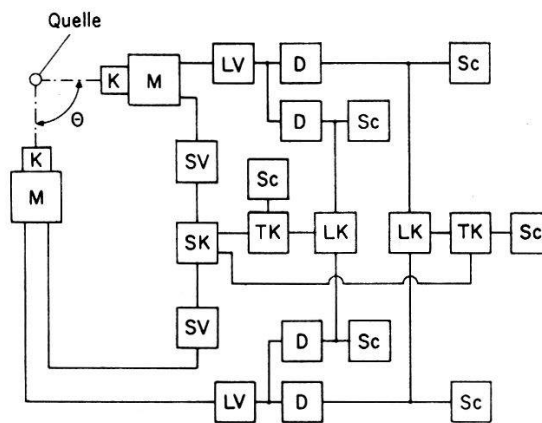 Quelle
K M LV D Sc
Θ
D Sc
K
M
SV
Sc
SK TK LK LK TK Sc
SV
D Sc
LV D Sc